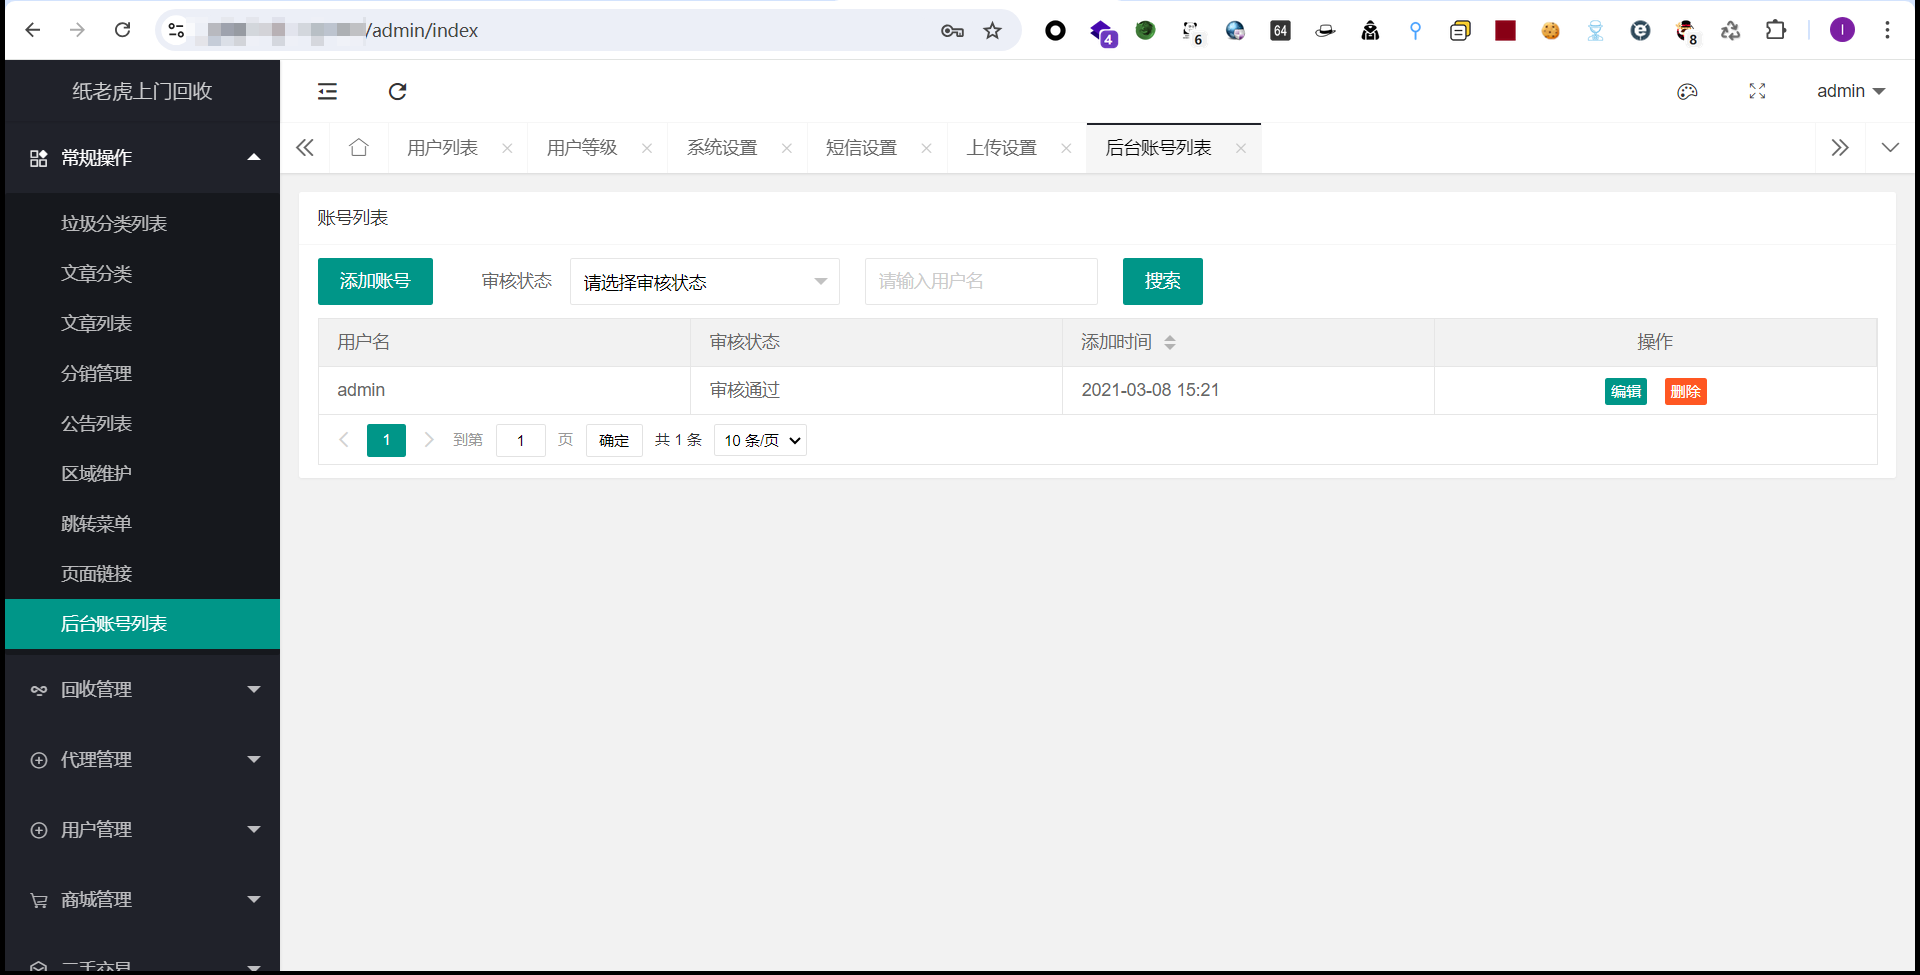 /admin/index
4
6
64
8
I
纸老虎上门回收
admin
常规操作
用户列表
用户等级
系统设置
短信设置
上传设置
后台账号列表
垃圾分类列表
文章分类
文章列表
分销管理
公告列表
区域维护
跳转菜单
页面链接
后台账号列表
回收管理
代理管理
用户管理
商城管理
二手交易
账号列表
添加账号 审核状态 请选择审核状态 请输入用户名 搜索
用户名 审核状态 添加时间 操作
admin 审核通过 2021-03-08 15:21 编辑 删除
1 到第 1 页 确定 共 1 条 10 条/页